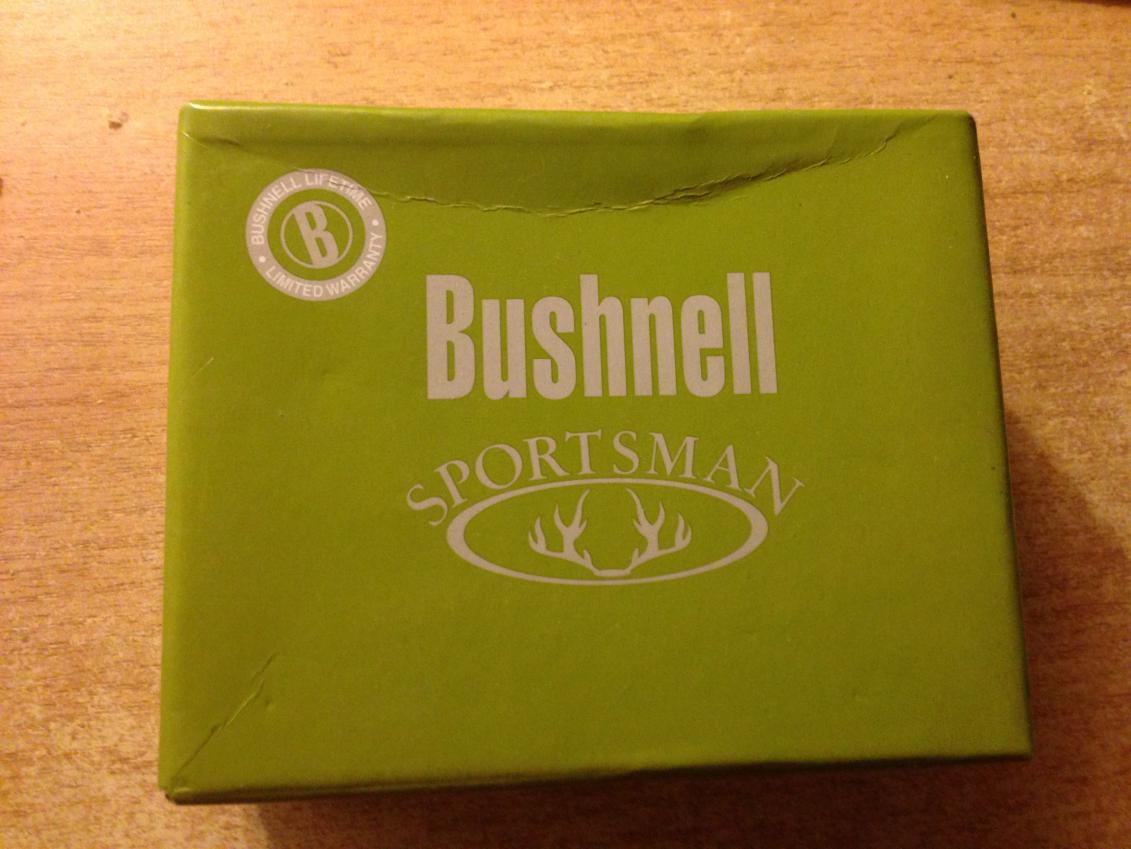 BUSHNELL LIFETIME
B
LIMITED WARRANTY
Bushnell
SPORTSMAN